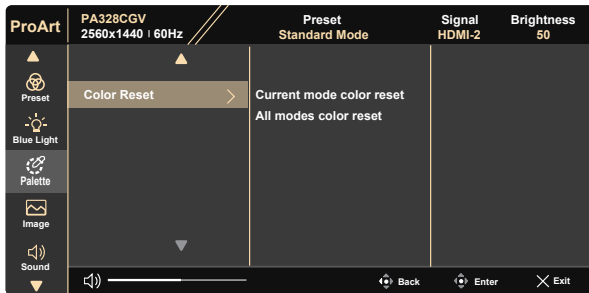 ProArt
PA328CGV
2560x1440 | 60Hz
Preset
Standard Mode
Signal
HDMI-2
Brightness
50
Preset
Blue Light
Palette
Image
Sound
Color Reset
Current mode color reset
All modes color reset
Back
Enter
Exit